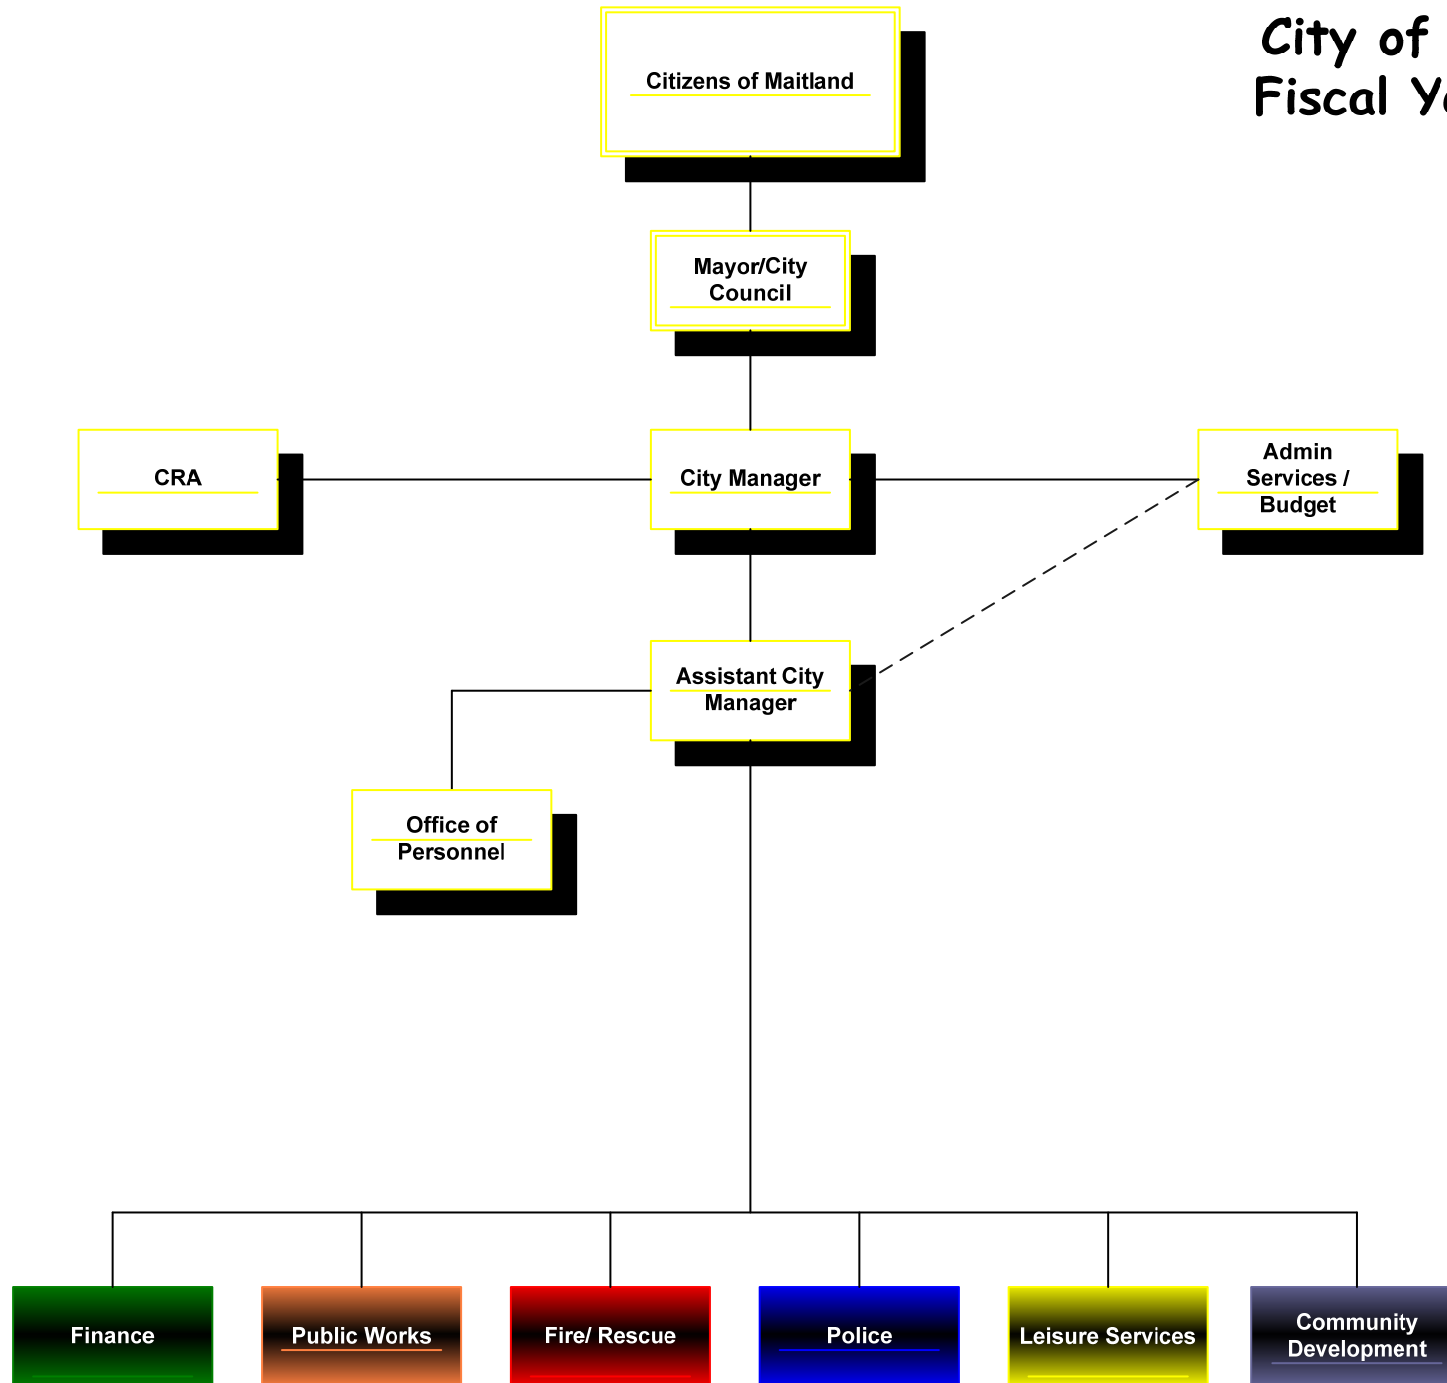 City of
Fiscal
Citizens of Maitland
Mayor/City
Council
CRA
City Manager
Admin
Services /
Budget
Assistant City
Manager
Office of
Personnel
Finance
Public Works
Fire/ Rescue
Police
Leisure Services
Community
Development